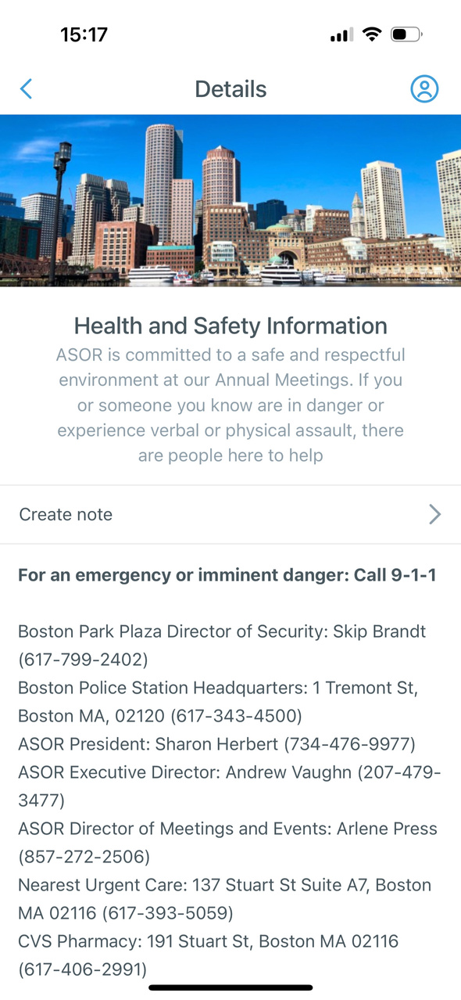 15:17
Details
Health and Safety Information
ASOR is committed to a safe and respectful
environment at our Annual Meetings. If you
or someone you know are in danger or
experience verbal or physical assault, there
are people here to help
Create note
For an emergency or imminent danger: Call 9-1-1
Boston Park Plaza Director of Security: Skip Brandt
(617-799-2402)
Boston Police Station Headquarters: 1 Tremont St,
Boston MA, 02120 (617-343-4500)
ASOR President: Sharon Herbert (734-476-9977)
ASOR Executive Director: Andrew Vaughn (207-479-
3477)
ASOR Director of Meetings and Events: Arlene Press
(857-272-2506)
Nearest Urgent Care: 137 Stuart St Suite A7, Boston
MA 02116 (617-393-5059)
CVS Pharmacy: 191 Stuart St, Boston MA 02116
(617-406-2991)